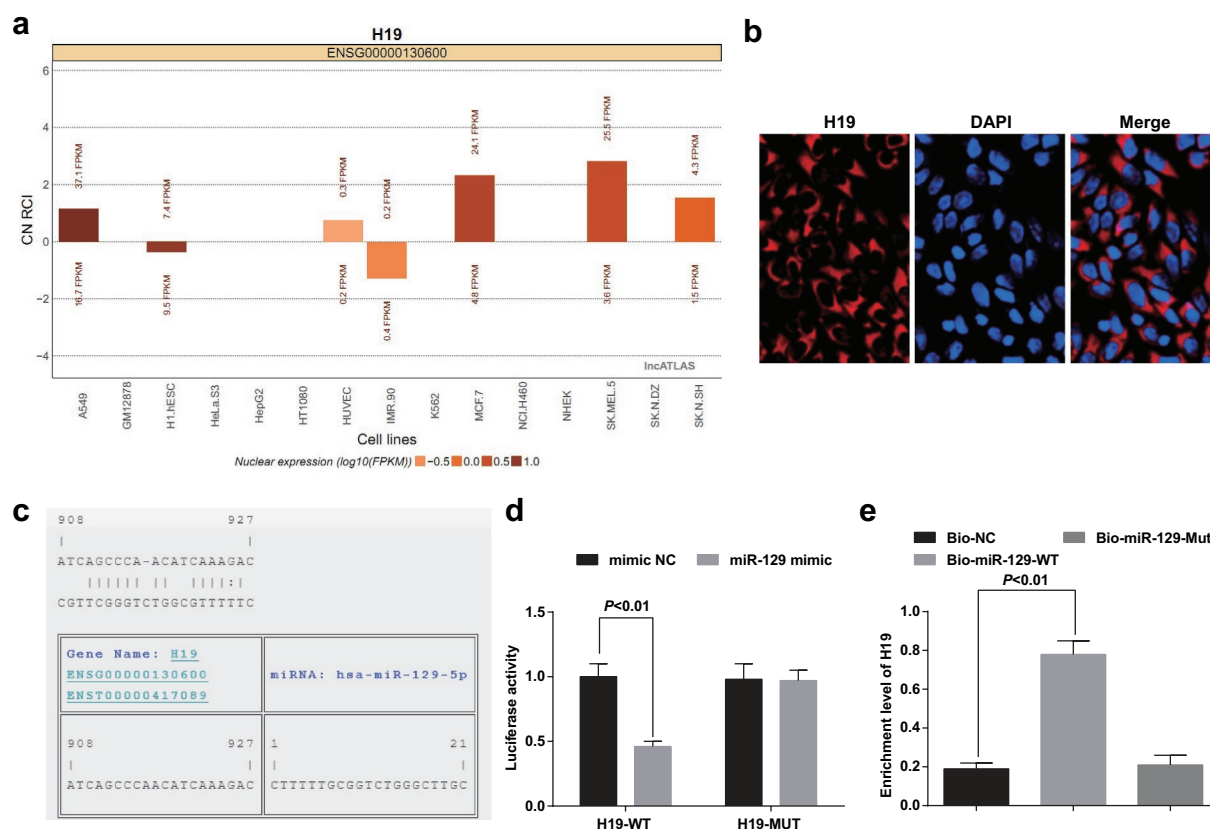 a
H19
ENSG00000130600
6
4
2
0
−2
−4
CN RCI
37.1 FPKM
16.7 FPKM
7.4 FPKM
9.5 FPKM
0.3 FPKM
0.2 FPKM
0.2 FPKM
0.4 FPKM
24.1 FPKM
4.8 FPKM
25.5 FPKM
3.6 FPKM
4.3 FPKM
1.5 FPKM
lncATLAS
A549
GM12878
H1.hESC
HeLa.S3
HepG2
HT1080
HUVEC
IMR.90
K562
MCF.7
NCI.H460
NHEK
SK.MEL.5
SK.N.DZ
SK.N.SH
Cell lines
Nuclear expression (log10(FPKM)) −0.5 0.0 0.5 1.0
b
H19 DAPI Merge
c
908 927
| |
ATCAGCCCA-ACATCAAAGAC
|||||| || ||||:|
CGTTCGGGTCTGGCGTTTTTC
Gene Name: H19
ENSG00000130600
ENST00000417089
miRNA: hsa-miR-129-5p
908 927
| |
ATCAGCCCAACATCAAAGAC
1 21
| |
CTTTTTGCGGTCTGGGCTTGC
d
mimic NC miR-129 mimic
P<0.01
1.5
1.0
0.5
0.0
Luciferase activity
H19-WT H19-MUT
e
Bio-NC Bio-miR-129-Mut
Bio-miR-129-WT
P<0.01
1.0
0.8
0.6
0.4
0.2
0.0
Enrichment level of H19